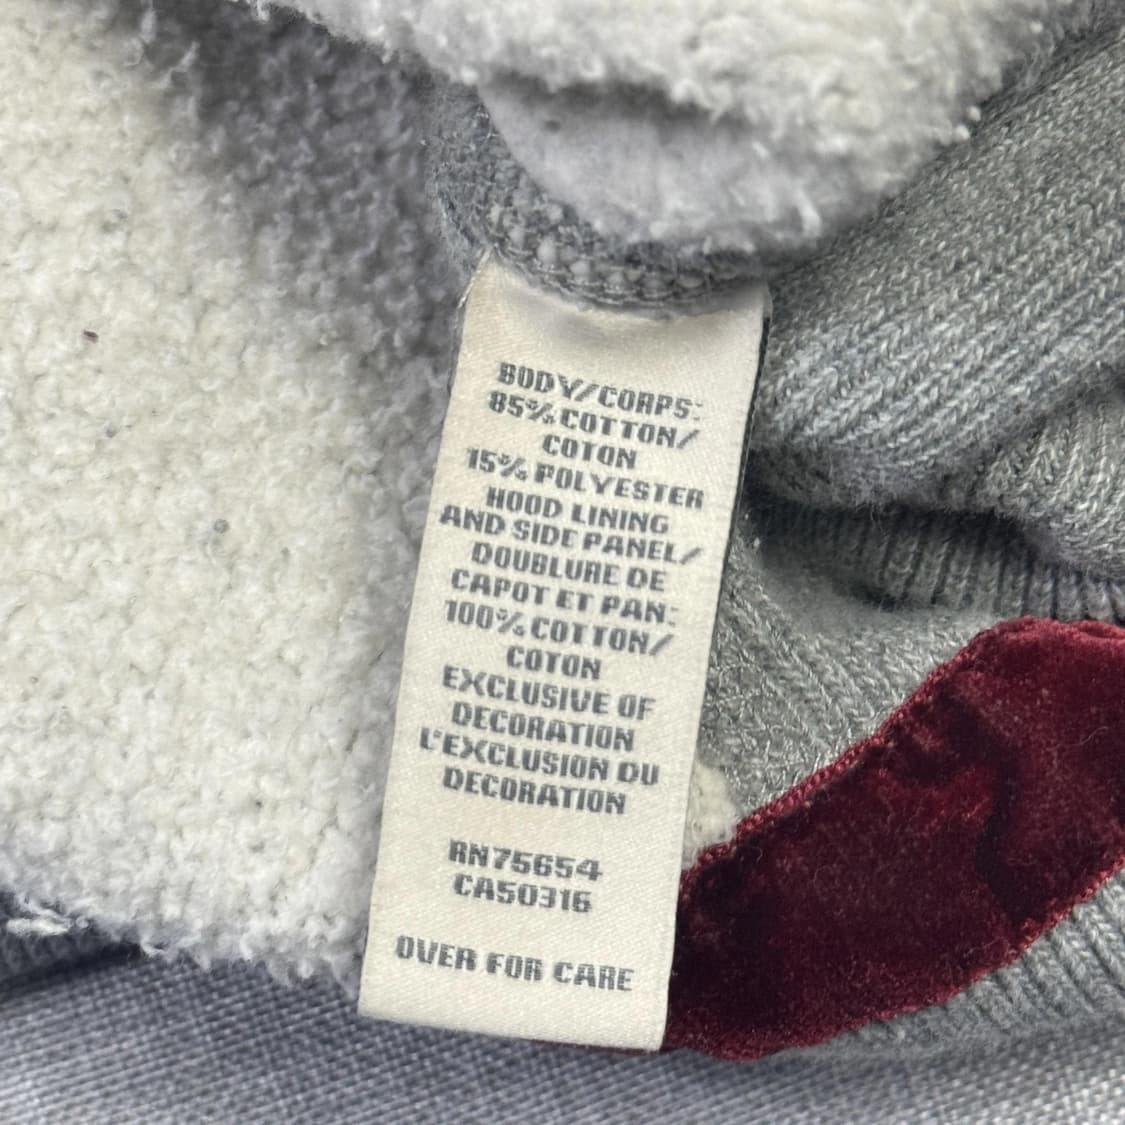 BODY/CORPS:
85% COTTON/
COTON
15% POLYESTER
HOOD LINING
AND SIDE PANEL/
DOUBLURE DE
CAPOT ET PAN:
100% COTTON/
COTON
EXCLUSIVE OF
DECORATION
L'EXCLUSION DU
DECORATION
RN75654
CA50316
OVER FOR CARE